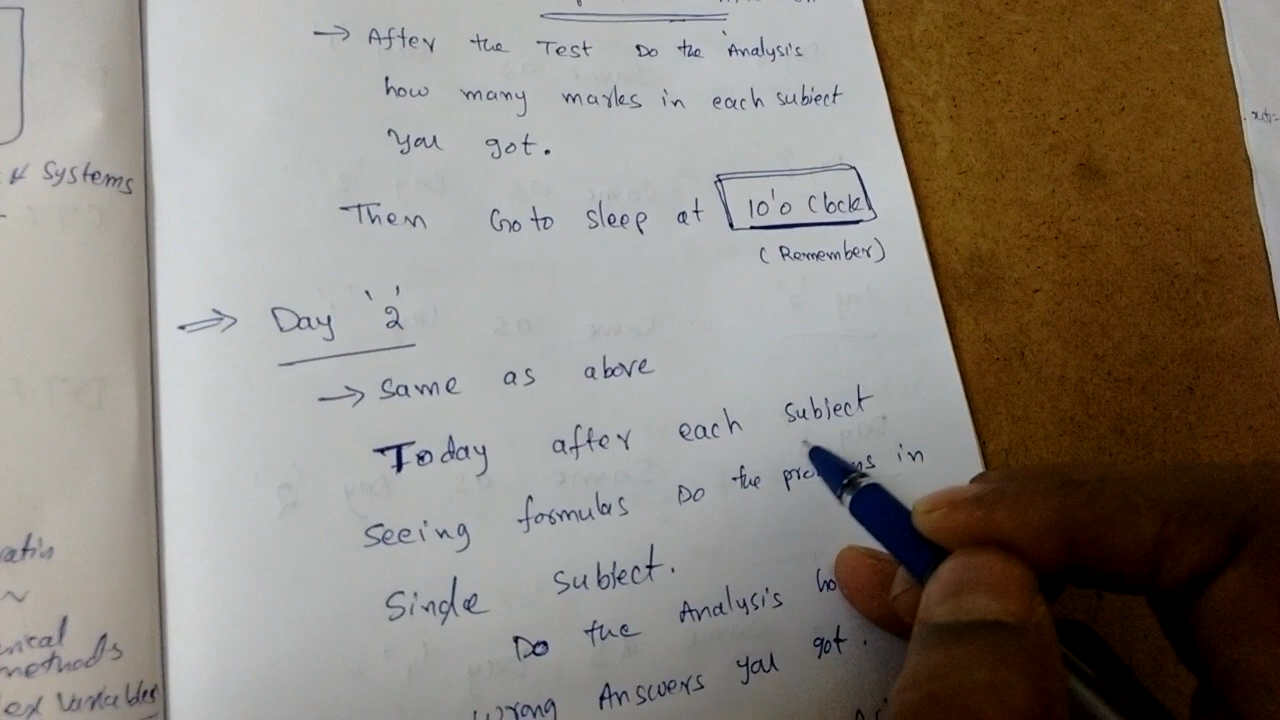 → After the Test Do the Analysis
how many marks in each subject
You got.
Then Go to sleep at 10'o Clock
(Remember)
⇒ Day '2'
→ Same as above
Today after each subject
seeing formulas Do the in
Single subject.
Do the Analysis
wrong Answers you got.
Systems
methods
Variables